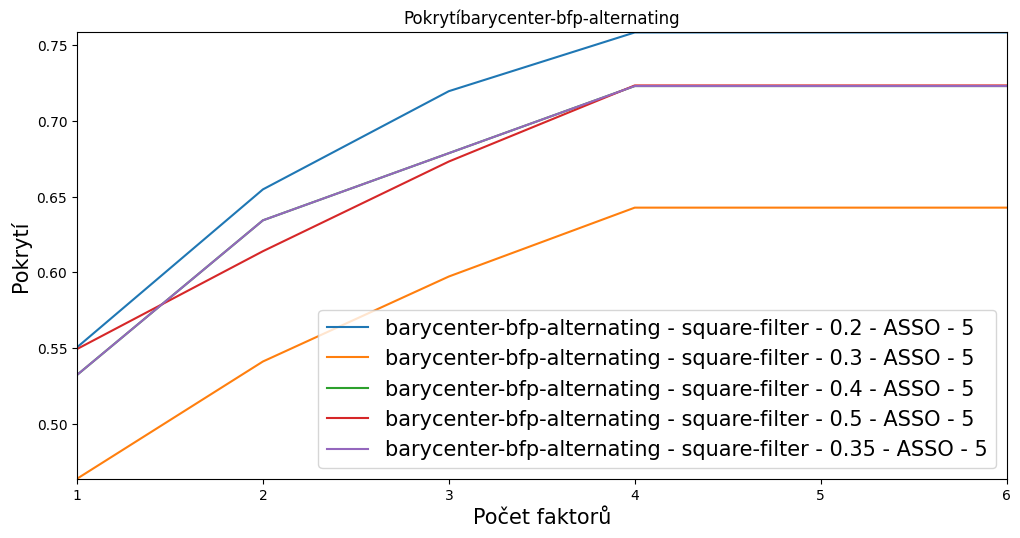 Pokrytíbarycenter-bfp-alternating
Pokrytí
0.75
0.70
0.65
0.60
0.55
0.50
barycenter-bfp-alternating - square-filter - 0.2 - ASSO - 5
barycenter-bfp-alternating - square-filter - 0.3 - ASSO - 5
barycenter-bfp-alternating - square-filter - 0.4 - ASSO - 5
barycenter-bfp-alternating - square-filter - 0.5 - ASSO - 5
barycenter-bfp-alternating - square-filter - 0.35 - ASSO - 5
1 2 3 4 5 6
Počet faktorů